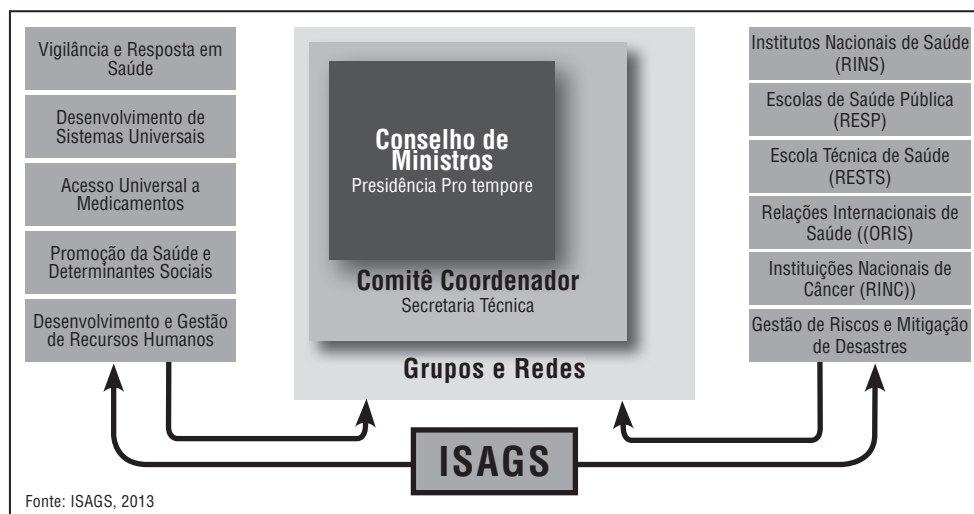 Vigilância e Resposta em
Saúde
Desenvolvimento de
Sistemas Universais
Acesso Universal a
Medicamentos
Promoção da Saúde e
Determinantes Sociais
Desenvolvimento e Gestão
de Recursos Humanos
Conselho de
Ministros
Presidência Pro tempore
Comitê Coordenador
Secretaria Técnica
Grupos e Redes
Institutos Nacionais de Saúde
(RINS)
Escolas de Saúde Pública
(RESP)
Escola Técnica de Saúde
(RESTS)
Relações Internacionais de
Saúde ((ORIS)
Instituições Nacionais de
Câncer (RINC))
Gestão de Riscos e Mitigação
de Desastres
ISAGS
Fonte: ISAGS, 2013